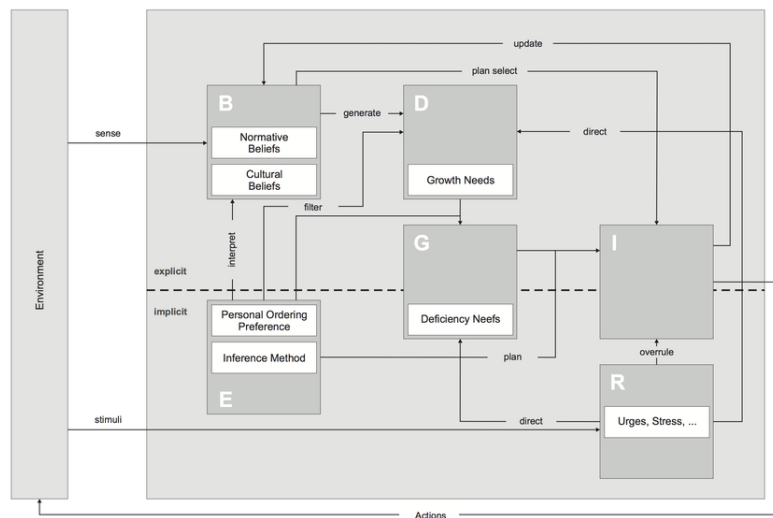 update
plan select
B
D
generate
sense
direct
Normative
Beliefs
Cultural
Beliefs
Growth Needs
filter
interpret
G
I
Environment
explicit
implicit
Personal Ordering
Preference
Deficiency Neefs
Inference Method
plan
overrule
E
R
stimuli
direct
Urges, Stress, ...
Actions